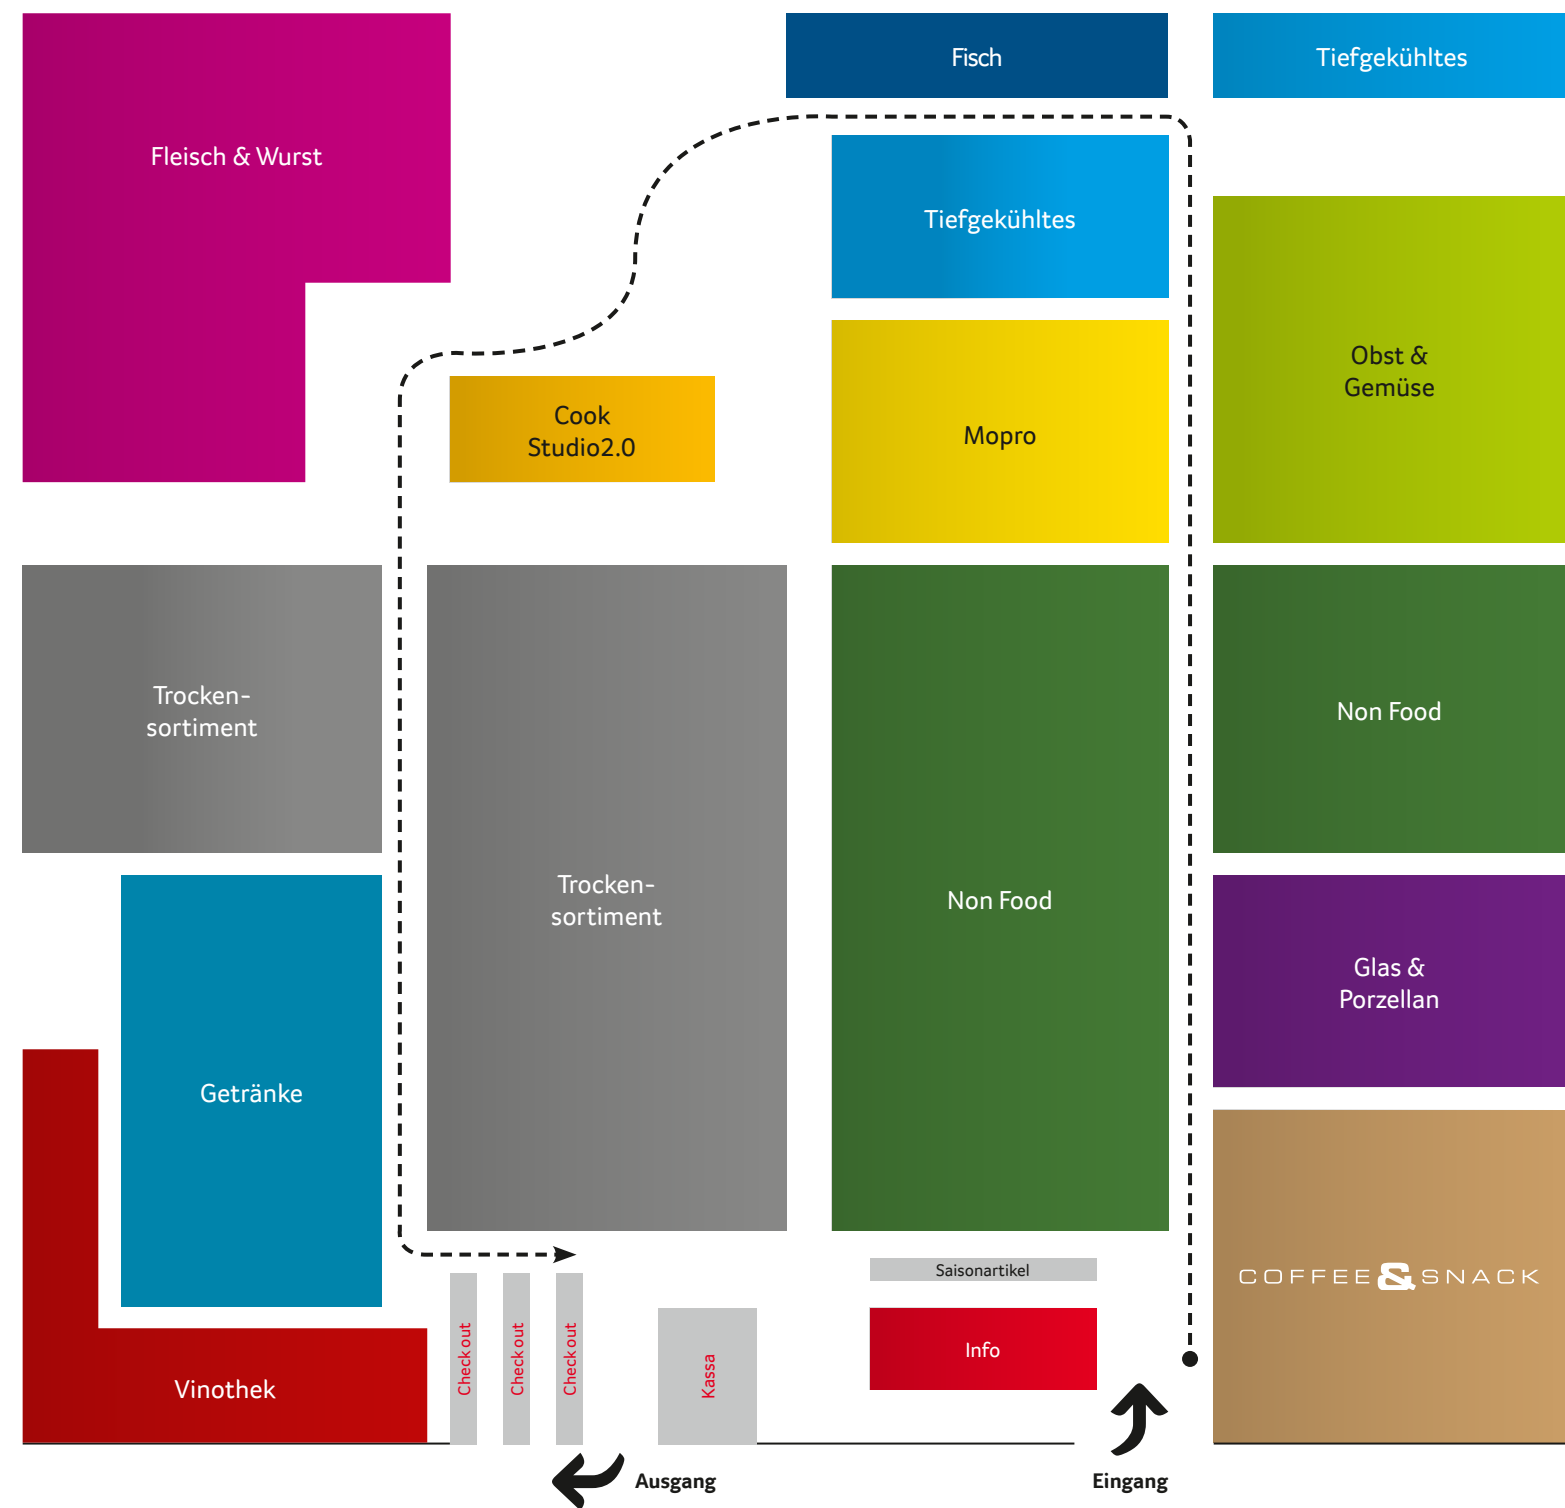 Fisch
Tiefgekühltes
Fleisch & Wurst
Tiefgekühltes
Obst &
Gemüse
Cook
Studio2.0
Mopro
Trocken-
sortiment
Non Food
Trocken-
sortiment
Non Food
Glas &
Porzellan
Getränke
Saisonartikel
COFFEE & SNACK
Vinothek
Check out
Check out
Check out
Kassa
Info
Ausgang
Eingang